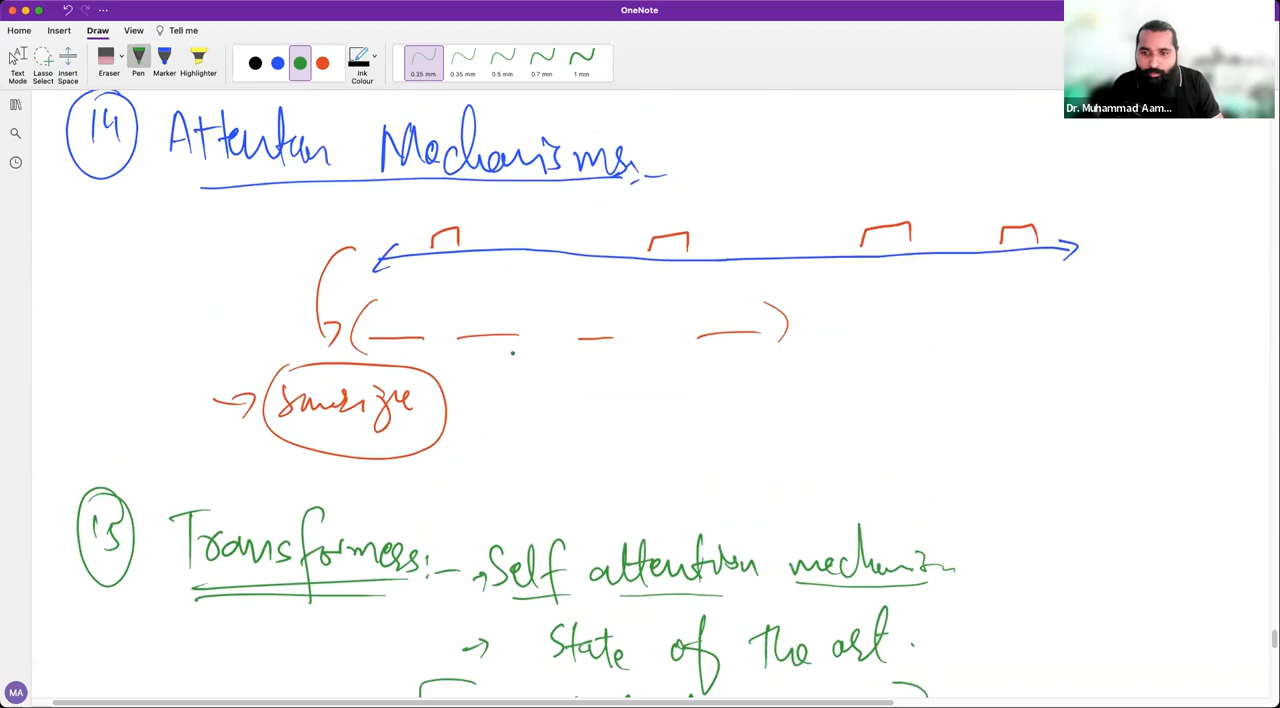 OneNote
Home Insert Draw View Tell me
Text Mode
Lasso Select
Insert Space
Eraser
Pen
Marker
Highlighter
Ink Colour
0.25 mm
0.35 mm
0.5 mm
0.7 mm
1 mm
Dr. Muhammad Aam...
14 Attention Mechanisms:-
15 Transformers:- → Self attention mechanism
→ State of the art.
MA